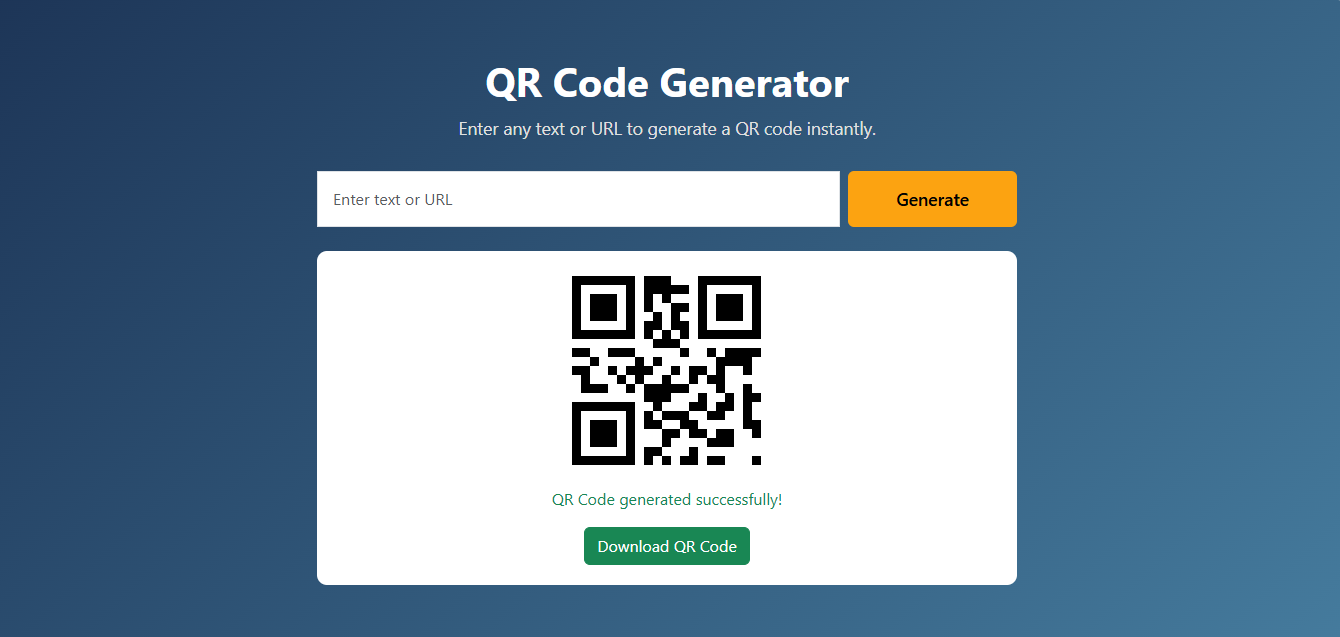 QR Code Generator
Enter any text or URL to generate a QR code instantly.
Enter text or URL
Generate
QR Code generated successfully!
Download QR Code